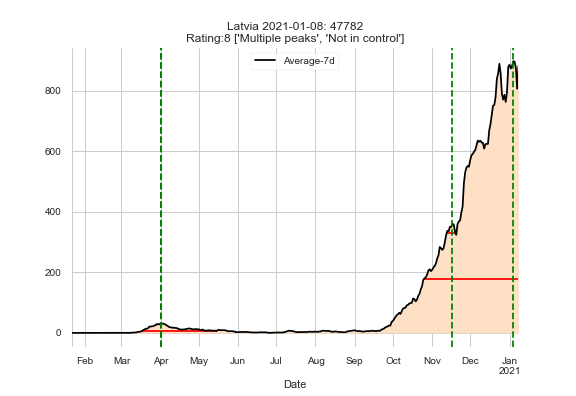 Latvia 2021-01-08: 47782
Rating:8 ['Multiple peaks', 'Not in control']
Average-7d
800
600
400
200
0
Feb Mar Apr May Jun Jul Aug Sep Oct Nov Dec Jan
2021
Date